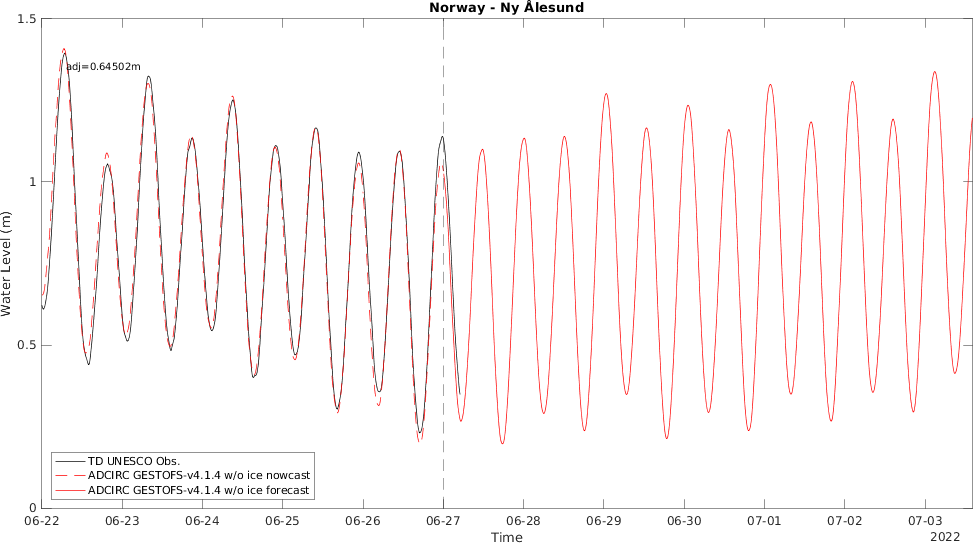 Norway - Ny Ålesund
1.5
adj=0.64502m
1
Water Level (m)
0.5
TD UNESCO Obs.
ADCIRC GESTOFS-v4.1.4 w/o ice nowcast
ADCIRC GESTOFS-v4.1.4 w/o ice forecast
0
06-22 06-23 06-24 06-25 06-26 06-27 06-28 06-29 06-30 07-01 07-02 07-03
Time
2022